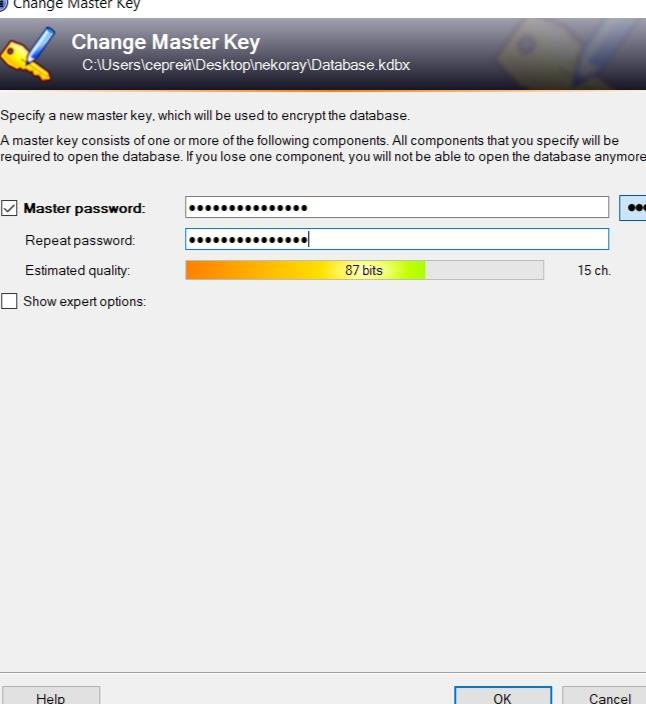 Change Master Key
Change Master Key
C:\Users\сергей\Desktop\nekoray\Database.kdbx
Specify a new master key, which will be used to encrypt the database.
A master key consists of one or more of the following components. All components that you specify will be
required to open the database. If you lose one component, you will not be able to open the database anymore
Master password: ●●●●●●●●●●●●●●● ●●●
Repeat password: ●●●●●●●●●●●●●●●
Estimated quality: 87 bits 15 ch.
Show expert options:
Help OK Cancel